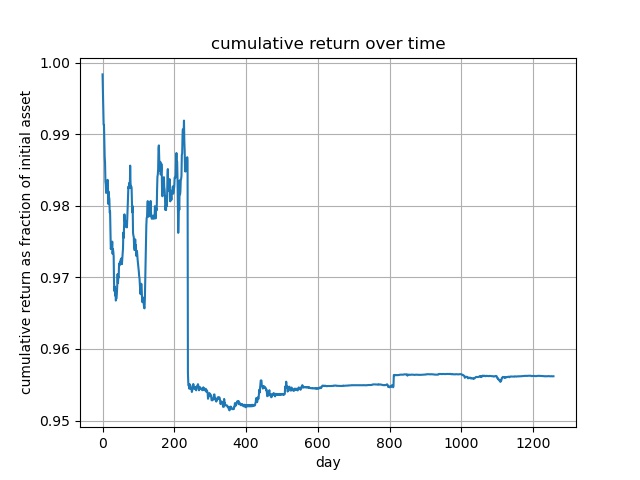 cumulative return over time
cumulative return as fraction of initial asset
1.00
0.99
0.98
0.97
0.96
0.95
0 200 400 600 800 1000 1200
day